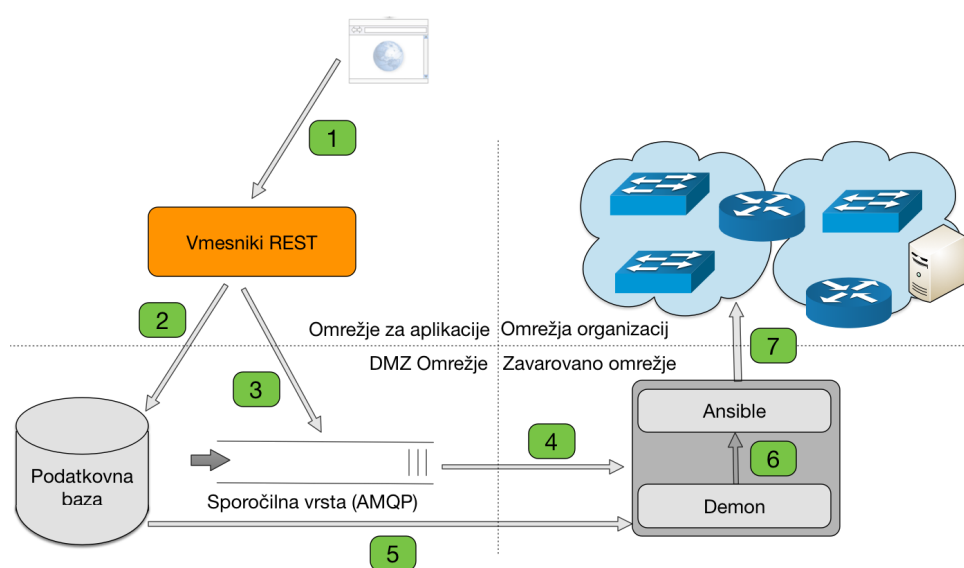 1
Vmesniki REST
2
3
Omrežje za aplikacije
Omrežja organizacij
DMZ Omrežje
Zavarovano omrežje
7
Podatkovna
baza
Sporočilna vrsta (AMQP)
4
5
Ansible
6
Demon